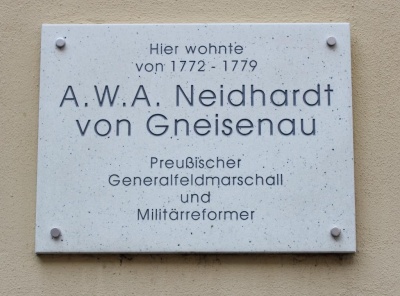 Hier wohnte
von 1772 - 1779
A.W.A. Neidhardt
von Gneisenau
Preußischer
Generalfeldmarschall
und
Militärreformer